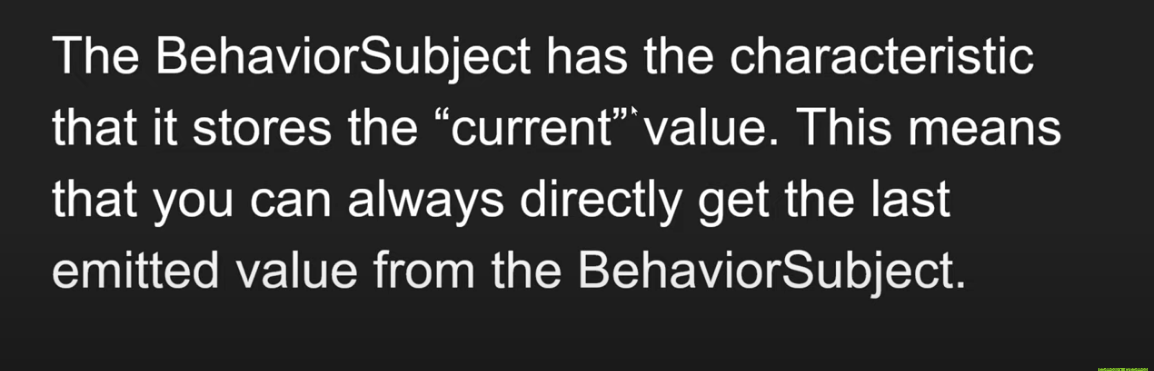 The BehaviorSubject has the characteristic
that it stores the “current” value. This means
that you can always directly get the last
emitted value from the BehaviorSubject.